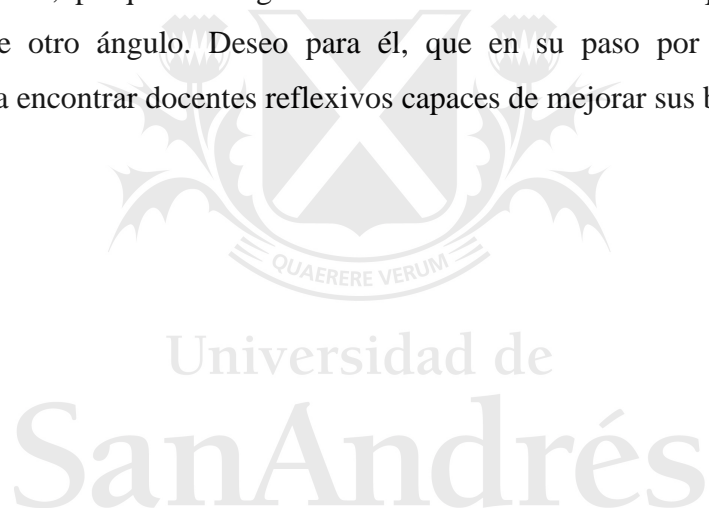 e otro ángulo. Deseo para él, que en su paso por
encontrar docentes reflexivos capaces de mejorar sus
QUAERERE VERUM
Universidad de
SanAndrés